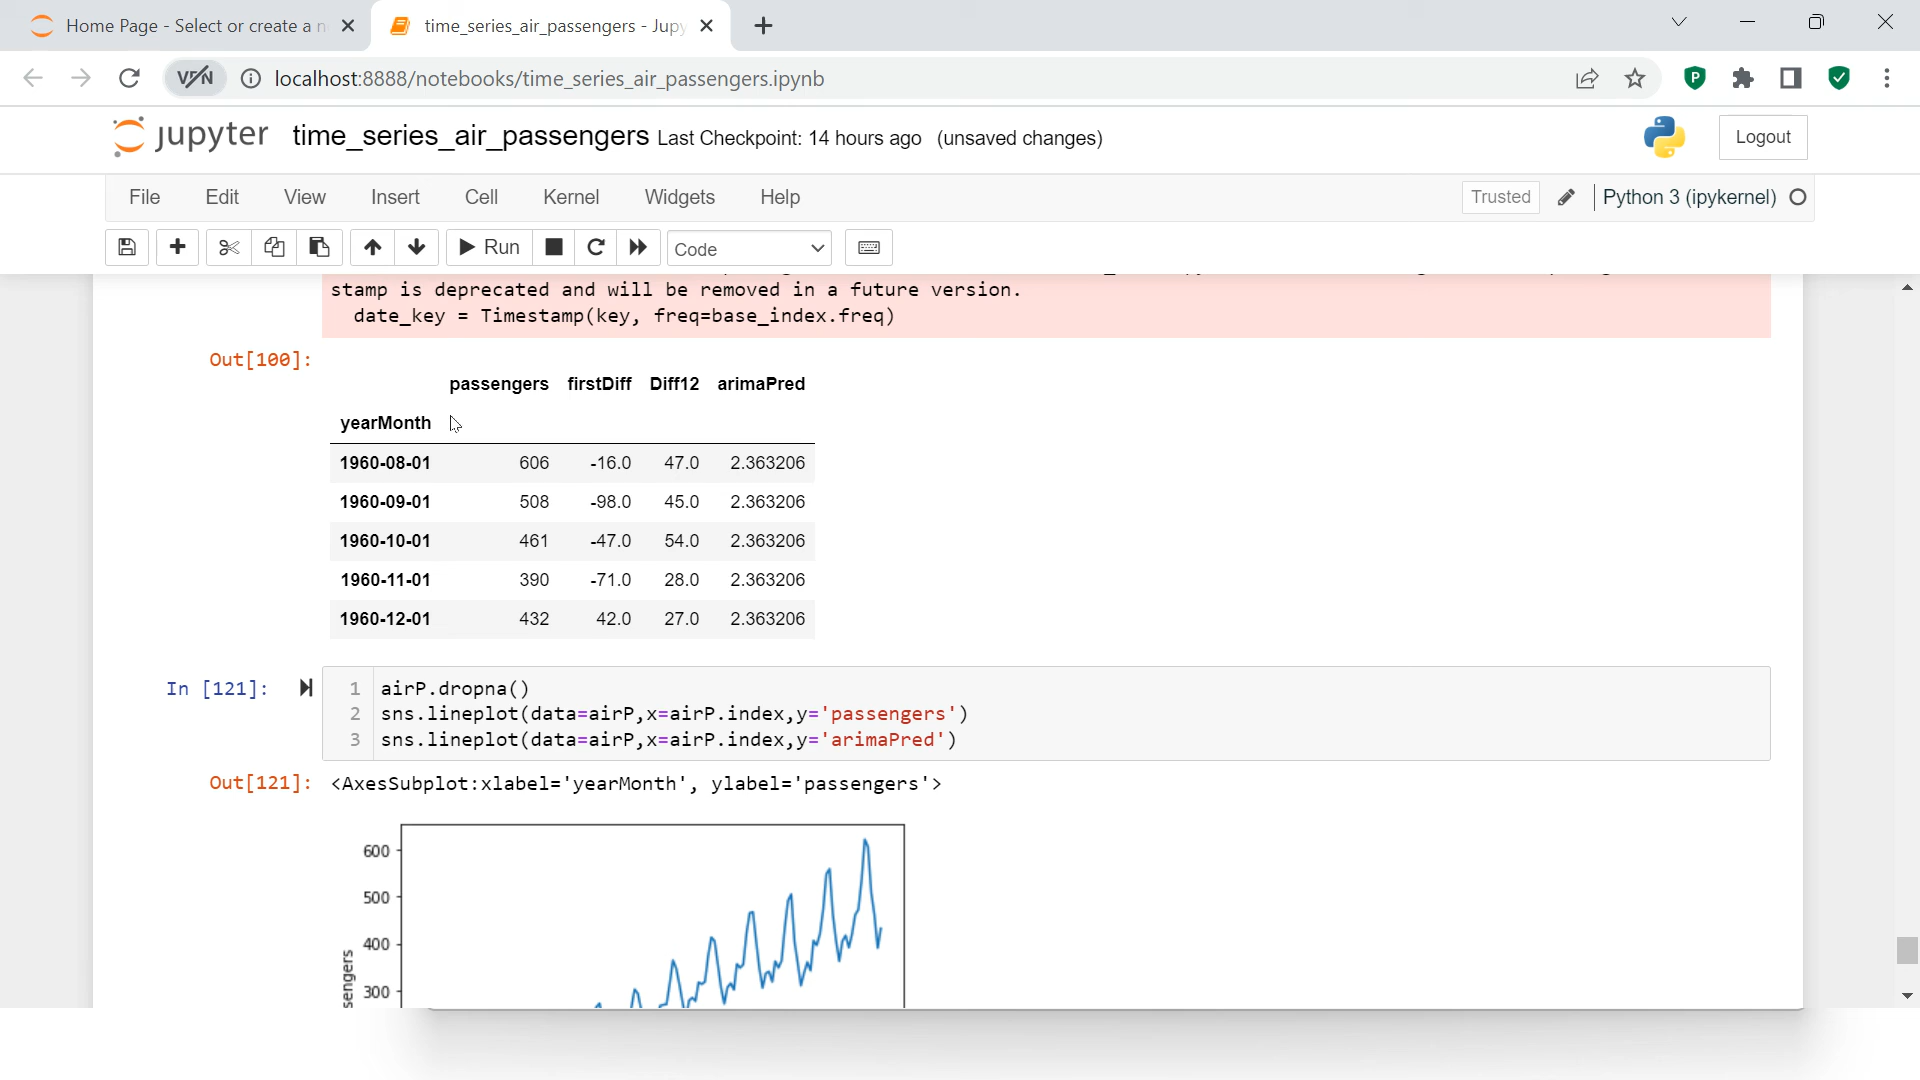 Home Page - Select or create a n
time_series_air_passengers - Jupy
VPN
localhost:8888/notebooks/time_series_air_passengers.ipynb
P
jupyter time_series_air_passengers Last Checkpoint: 14 hours ago (unsaved changes)
Logout
File Edit View Insert Cell Kernel Widgets Help
Trusted Python 3 (ipykernel)
Run Code
stamp is deprecated and will be removed in a future version.
date_key = Timestamp(key, freq=base_index.freq)
Out[100]:
passengers firstDiff Diff12 arimaPred
yearMonth
1960-08-01 606 -16.0 47.0 2.363206
1960-09-01 508 -98.0 45.0 2.363206
1960-10-01 461 -47.0 54.0 2.363206
1960-11-01 390 -71.0 28.0 2.363206
1960-12-01 432 42.0 27.0 2.363206
In [121]: 1 airP.dropna()
2 sns.lineplot(data=airP,x=airP.index,y='passengers')
3 sns.lineplot(data=airP,x=airP.index,y='arimaPred')
Out[121]: <AxesSubplot:xlabel='yearMonth', ylabel='passengers'>
600
500
400
300
sengers